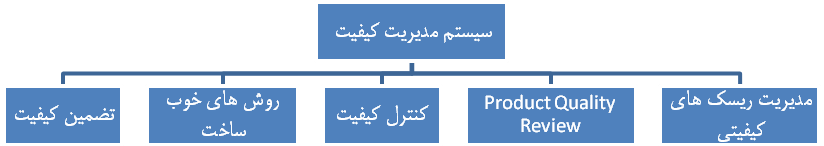 سیستم مدیریت کیفیت
مدیریت ریسک های
کیفیتی
Product Quality
Review
کنترل کیفیت
روش های خوب
ساخت
تضمین کیفیت